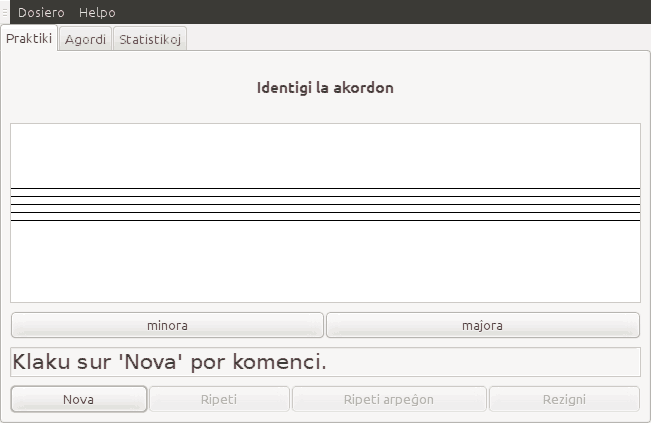 Dosiero Helpo
Praktiki Agordi Statistikoj
Identigi la akordon
minora majora
Klaku sur 'Nova' por komenci.
Nova Ripeti Ripeti arpeĝon Rezigni